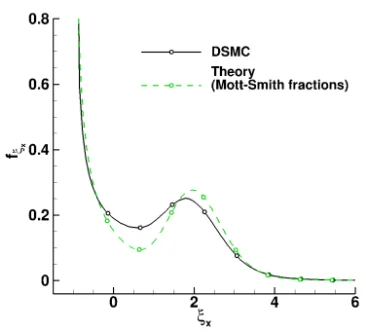 0.8
DSMC
Theory
(Mott-Smith fractions)
0.6
0.4
f ξx
0.2
0
0 2 4 6
ξx